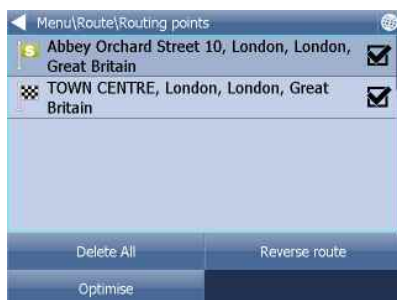 Menu\Route\Routing points
S
Abbey Orchard Street 10, London, London,
Great Britain
TOWN CENTRE, London, London, Great
Britain
Delete All
Reverse route
Optimise